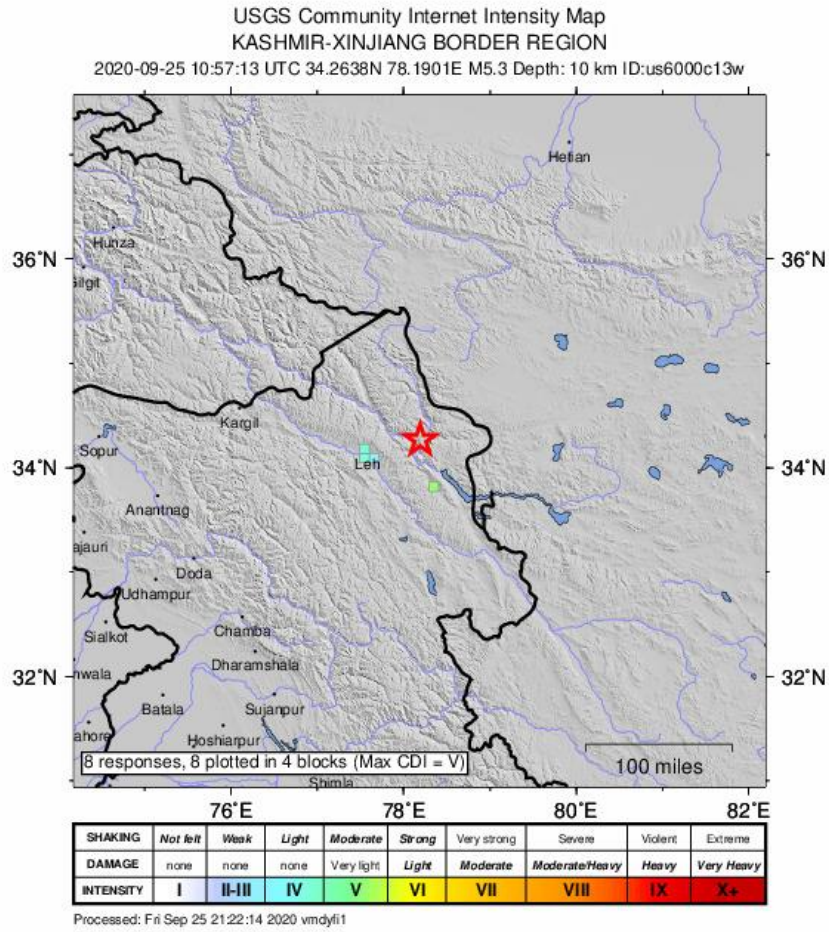 USGS Community Internet Intensity Map
KASHMIR-XINJIANG BORDER REGION
2020-09-25 10:57:13 UTC 34.2638N 78.1901E M5.3 Depth: 10 km ID:us6000c13w
Hetian
36°N
Hunza
36°N
ilgit
Kargil
Sopur
34°N
Leh
34°N
Anantnag
ajauri
Doda
Udhampur
Sialkot
Chamba
Dharamshala
32°N
nwala
32°N
Batala
Sujanpur
ahore
Hoshiarpur
8 responses, 8 plotted in 4 blocks (Max CDI = V)
100 miles
Shimla
76°E 78°E 80°E 82°E
SHAKING Not felt Weak Light Moderate Strong Very strong Severe Violent Extreme
DAMAGE none none none Very light Light Moderate Moderate/Heavy Heavy Very Heavy
INTENSITY I II-III IV V VI VII VIII IX X+
Processed: Fri Sep 25 21:22:14 2020 vmdyfi1